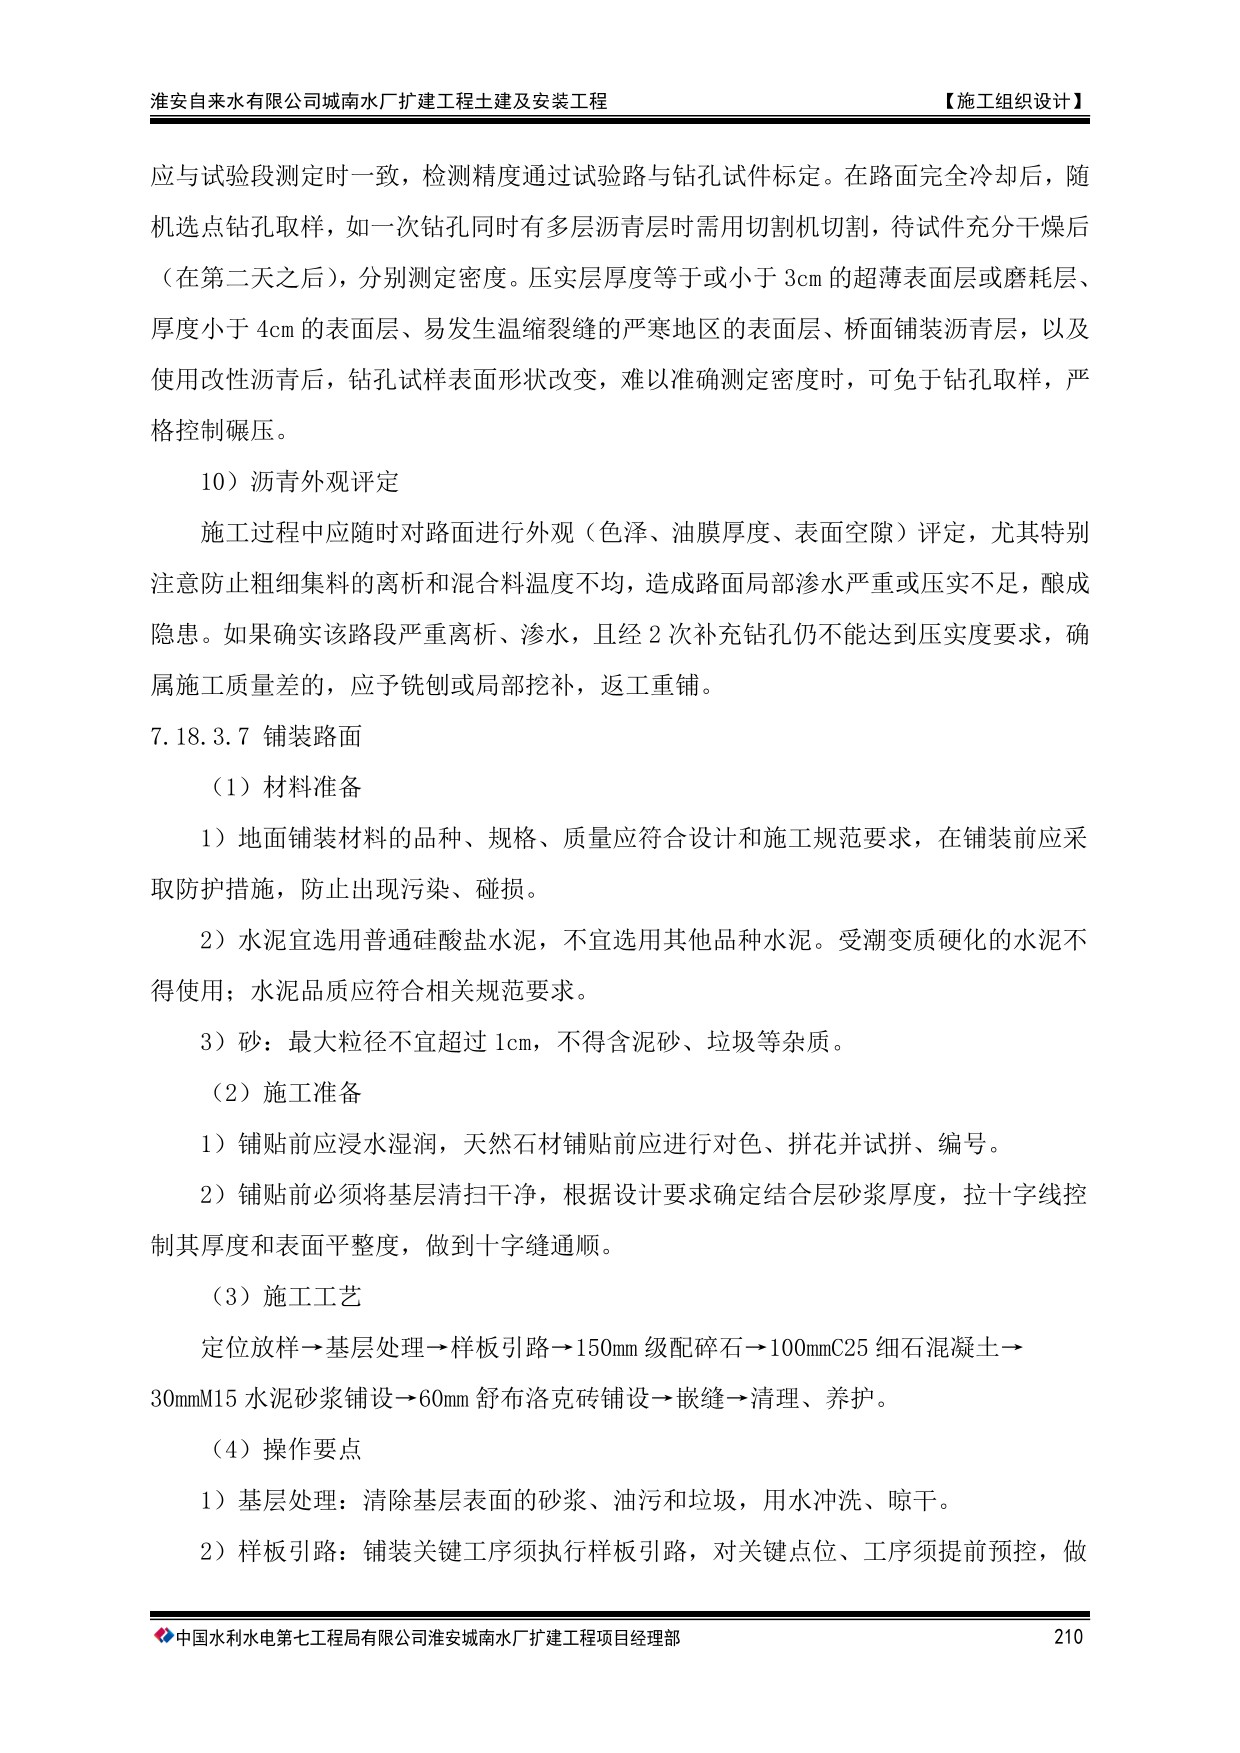 淮安自来水有限公司城南水厂扩建工程土建及安装工程 【施工组织设计】
应与试验段测定时一致，检测精度通过试验路与钻孔试件标定。在路面完全冷却后，随
机选点钻孔取样，如一次钻孔同时有多层沥青层时需用切割机切割，待试件充分干燥后
（在第二天之后），分别测定密度。压实层厚度等于或小于 3cm 的超薄表面层或磨耗层、
厚度小于 4cm 的表面层、易发生温缩裂缝的严寒地区的表面层、桥面铺装沥青层，以及
使用改性沥青后，钻孔试样表面形状改变，难以准确测定密度时，可免于钻孔取样，严
格控制碾压。
10）沥青外观评定
施工过程中应随时对路面进行外观（色泽、油膜厚度、表面空隙）评定，尤其特别
注意防止粗细集料的离析和混合料温度不均，造成路面局部渗水严重或压实不足，酿成
隐患。如果确实该路段严重离析、渗水，且经 2 次补充钻孔仍不能达到压实度要求，确
属施工质量差的，应予铣刨或局部挖补，返工重铺。
7.18.3.7 铺装路面
（1）材料准备
1）地面铺装材料的品种、规格、质量应符合设计和施工规范要求，在铺装前应采
取防护措施，防止出现污染、碰损。
2）水泥宜选用普通硅酸盐水泥，不宜选用其他品种水泥。受潮变质硬化的水泥不
得使用；水泥品质应符合相关规范要求。
3）砂：最大粒径不宜超过 1cm，不得含泥砂、垃圾等杂质。
（2）施工准备
1）铺贴前应浸水湿润，天然石材铺贴前应进行对色、拼花并试拼、编号。
2）铺贴前必须将基层清扫干净，根据设计要求确定结合层砂浆厚度，拉十字线控
制其厚度和表面平整度，做到十字缝通顺。
（3）施工工艺
定位放样→基层处理→样板引路→150mm 级配碎石→100mmC25 细石混凝土→
30mmM15 水泥砂浆铺设→60mm 舒布洛克砖铺设→嵌缝→清理、养护。
（4）操作要点
1）基层处理：清除基层表面的砂浆、油污和垃圾，用水冲洗、晾干。
2）样板引路：铺装关键工序须执行样板引路，对关键点位、工序须提前预控，做
中国水利水电第七工程局有限公司淮安城南水厂扩建工程项目经理部 210